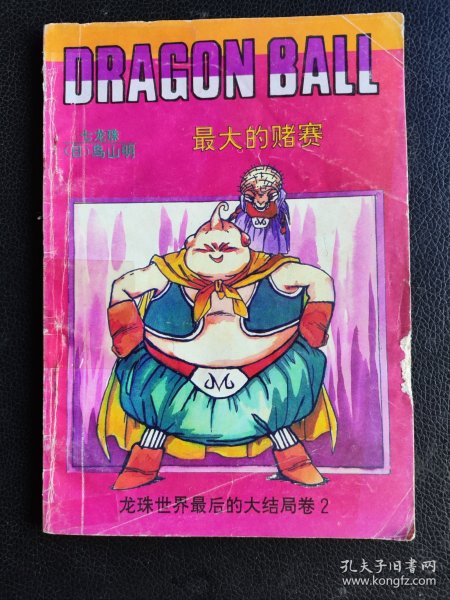 DRAGON BALL
七龙珠
(日)鸟山明
最大的赌赛
M
M
龙珠世界最后的大结局卷2
孔夫子旧书网
www.kongfz.com